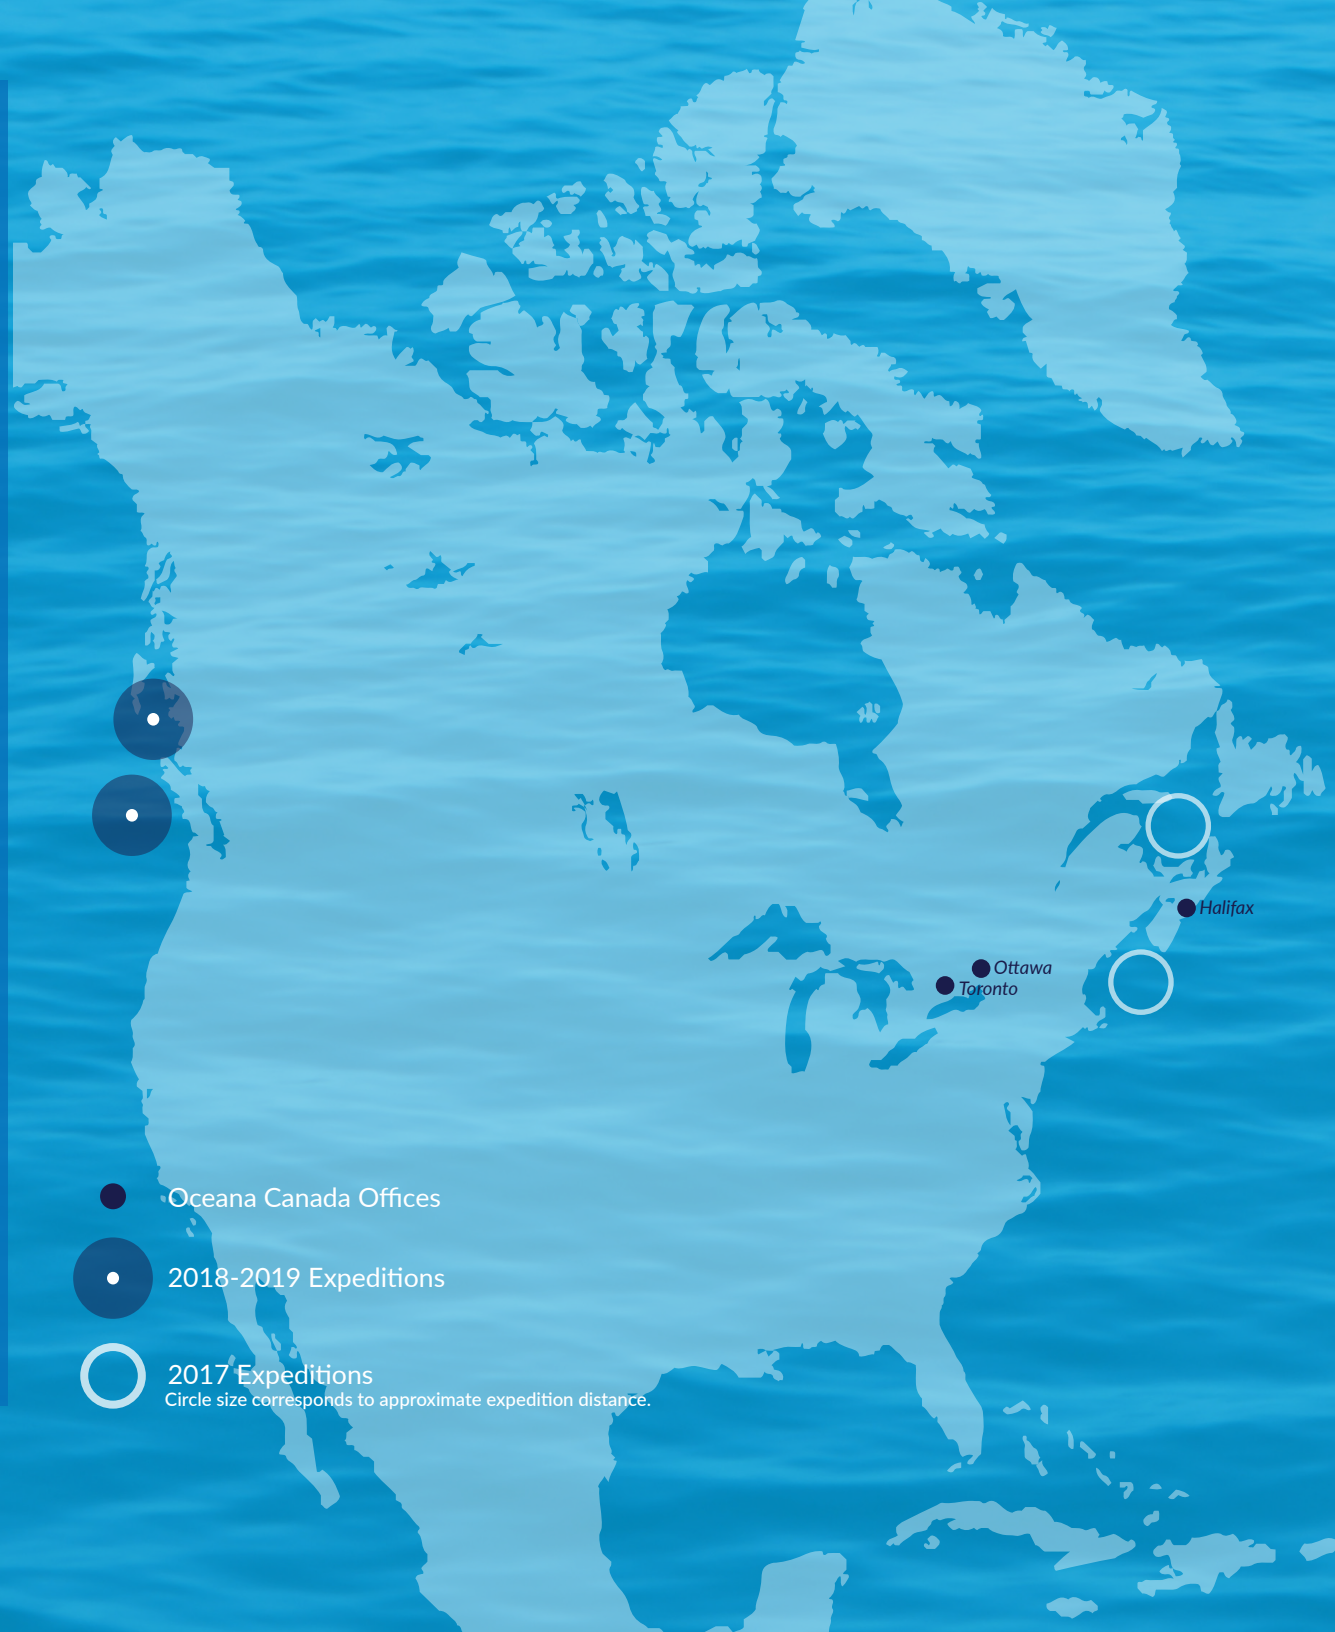 Halifax
Ottawa
Toronto
Oceana Canada Offices
2018-2019 Expeditions
2017 Expeditions
Circle size corresponds to approximate expedition distance.